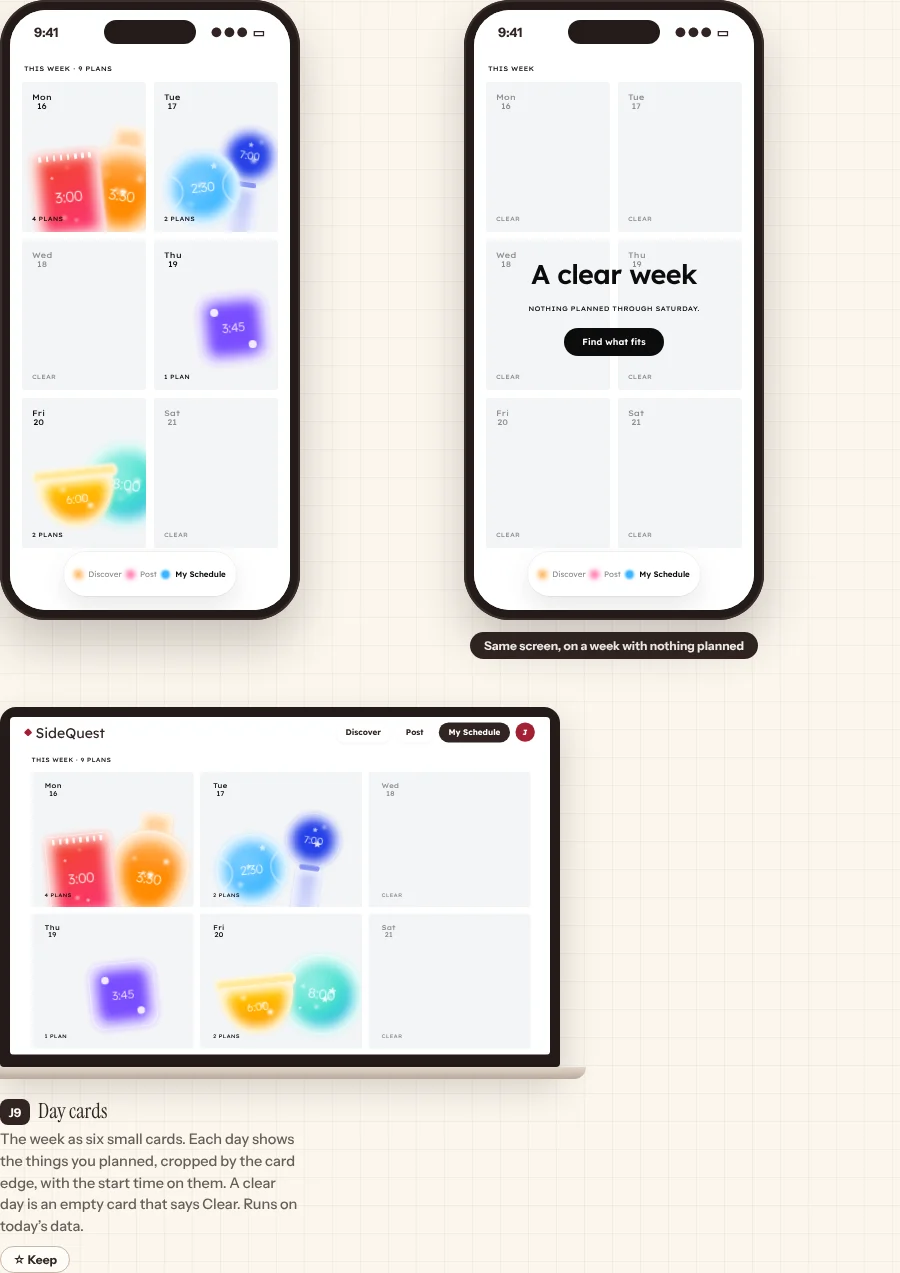 9:41
THIS WEEK · 9 PLANS
Mon
16
3:00
3:30
4 PLANS
Tue
17
2:30
7:00
2 PLANS
Wed
18
CLEAR
Thu
19
3:45
1 PLAN
Fri
20
6:00
8:00
2 PLANS
Sat
21
CLEAR
Discover Post My Schedule
9:41
THIS WEEK
Mon
16
CLEAR
Tue
17
CLEAR
Wed
18
CLEAR
Thu
19
CLEAR
A clear week
NOTHING PLANNED THROUGH SATURDAY.
Find what fits
Fri
20
CLEAR
Sat
21
CLEAR
Discover Post My Schedule
Same screen, on a week with nothing planned
SideQuest
Discover Post My Schedule J
THIS WEEK · 9 PLANS
Mon
16
3:00
3:30
4 PLANS
Tue
17
2:30
7:00
2 PLANS
Wed
18
CLEAR
Thu
19
3:45
1 PLAN
Fri
20
6:00
8:00
2 PLANS
Sat
21
CLEAR
J9 Day cards
The week as six small cards. Each day shows
the things you planned, cropped by the card
edge, with the start time on them. A clear
day is an empty card that says Clear. Runs on
today's data.
☆ Keep